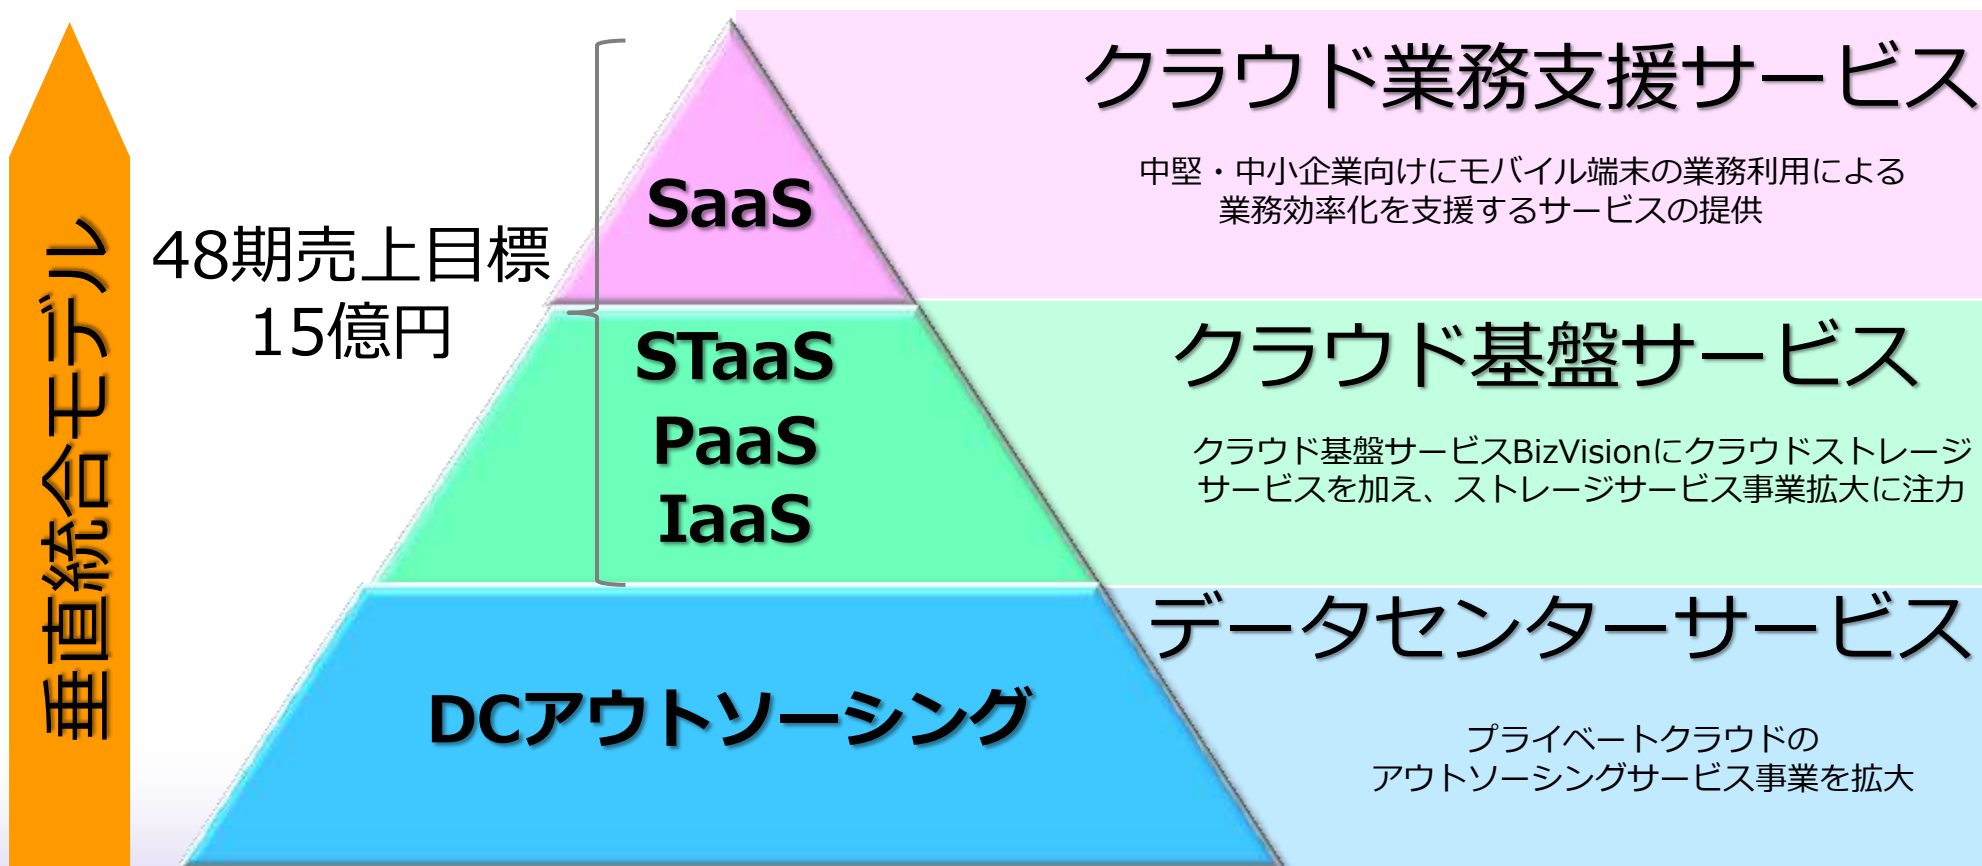 垂直統合モデル
48期売上目標
15億円
SaaS
クラウド業務支援サービス
中堅・中小企業向けにモバイル端末の業務利用による
業務効率化を支援するサービスの提供
STaaS
PaaS
IaaS
クラウド基盤サービス
クラウド基盤サービスBizVisionにクラウドストレージ
サービスを加え、ストレージサービス事業拡大に注力
DCアウトソーシング
データセンターサービス
プライベートクラウドの
アウトソーシングサービス事業を拡大